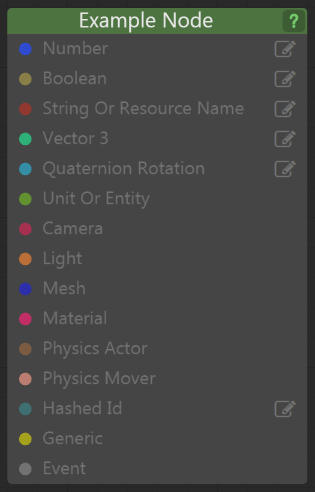 Example Node ?
Number
Boolean
String Or Resource Name
Vector 3
Quaternion Rotation
Unit Or Entity
Camera
Light
Mesh
Material
Physics Actor
Physics Mover
Hashed Id
Generic
Event